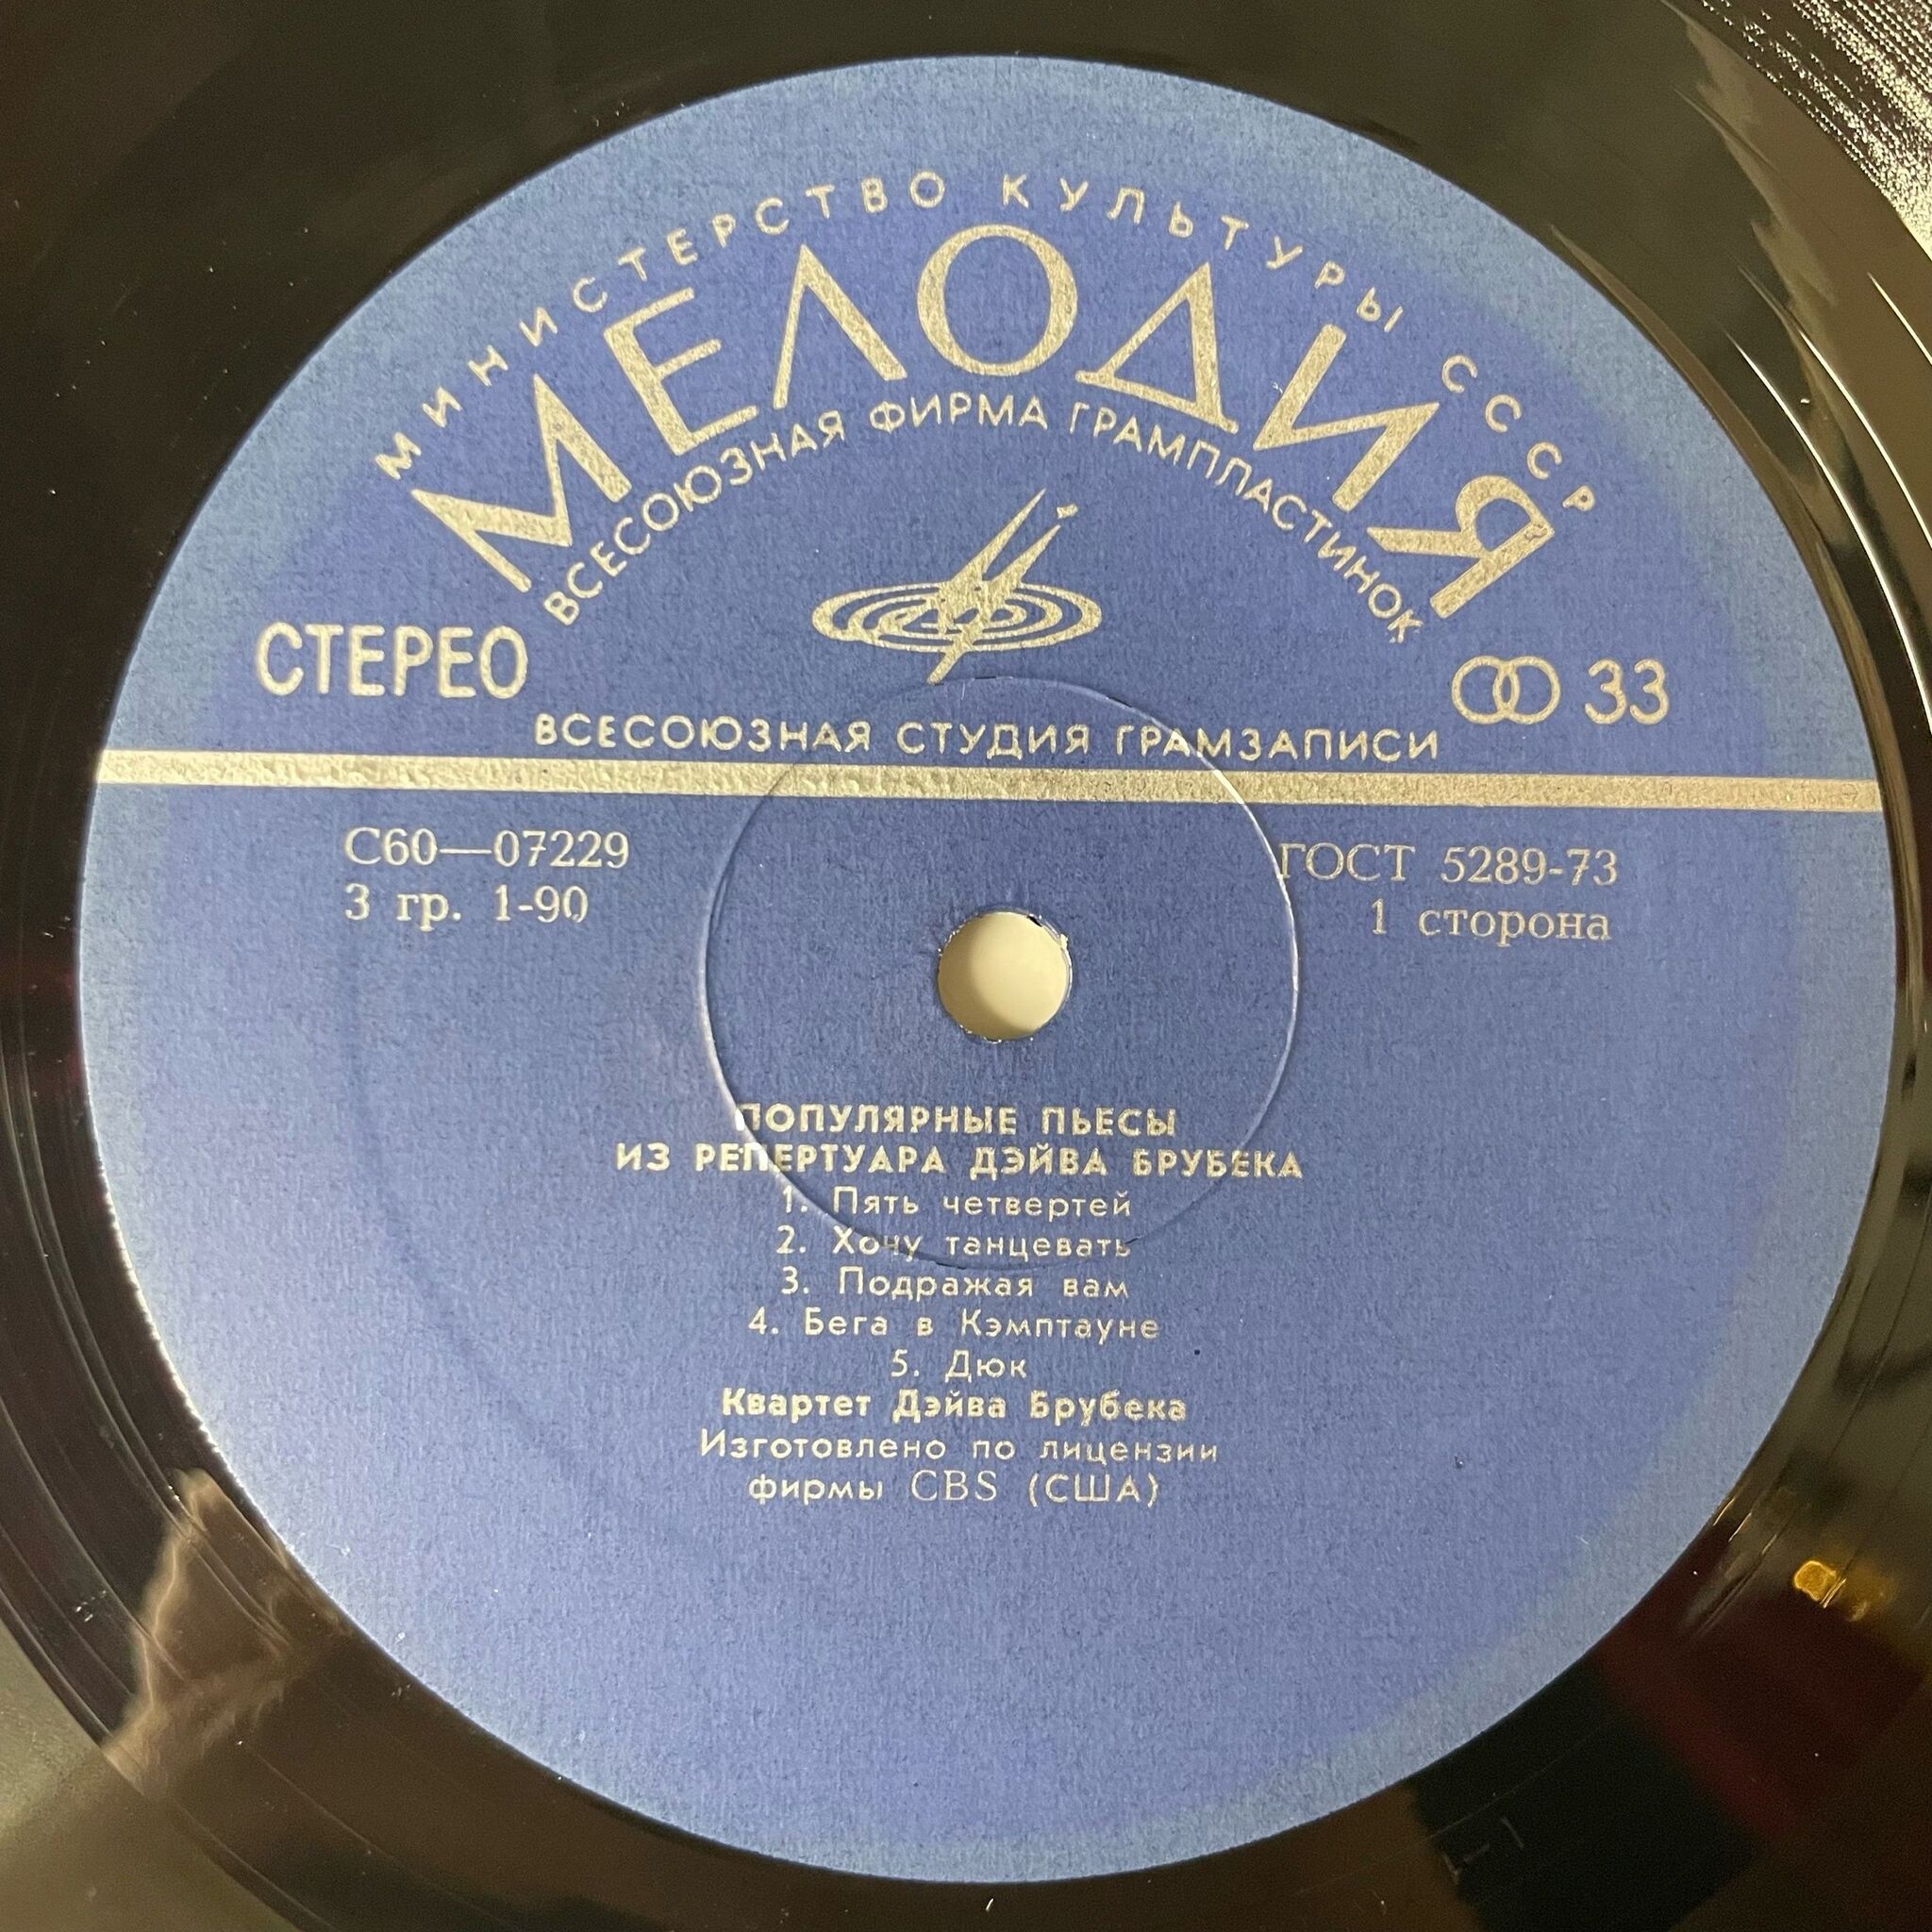 МИНИСТЕРСТВО КУЛЬТУРЫ СССР
МЕЛОДИЯ
ВСЕСОЮЗНАЯ ФИРМА ГРАМПЛАСТИНОК
СТЕРЕО
33
ВСЕСОЮЗНАЯ СТУДИЯ ГРАМЗАПИСИ
С60—07229
ГОСТ 5289-73
3 гр. 1-90
1 сторона
ПОПУЛЯРНЫЕ ПЬЕСЫ
ИЗ РЕПЕРТУАРА ДЭЙВА БРУБЕКА
1. Пять четвертей
2. Хочу танцевать
3. Подражая вам
4. Бега в Кэмптауне
5. Дюк
Квартет Дэйва Брубека
Изготовлено по лицензии
фирмы CBS (США)